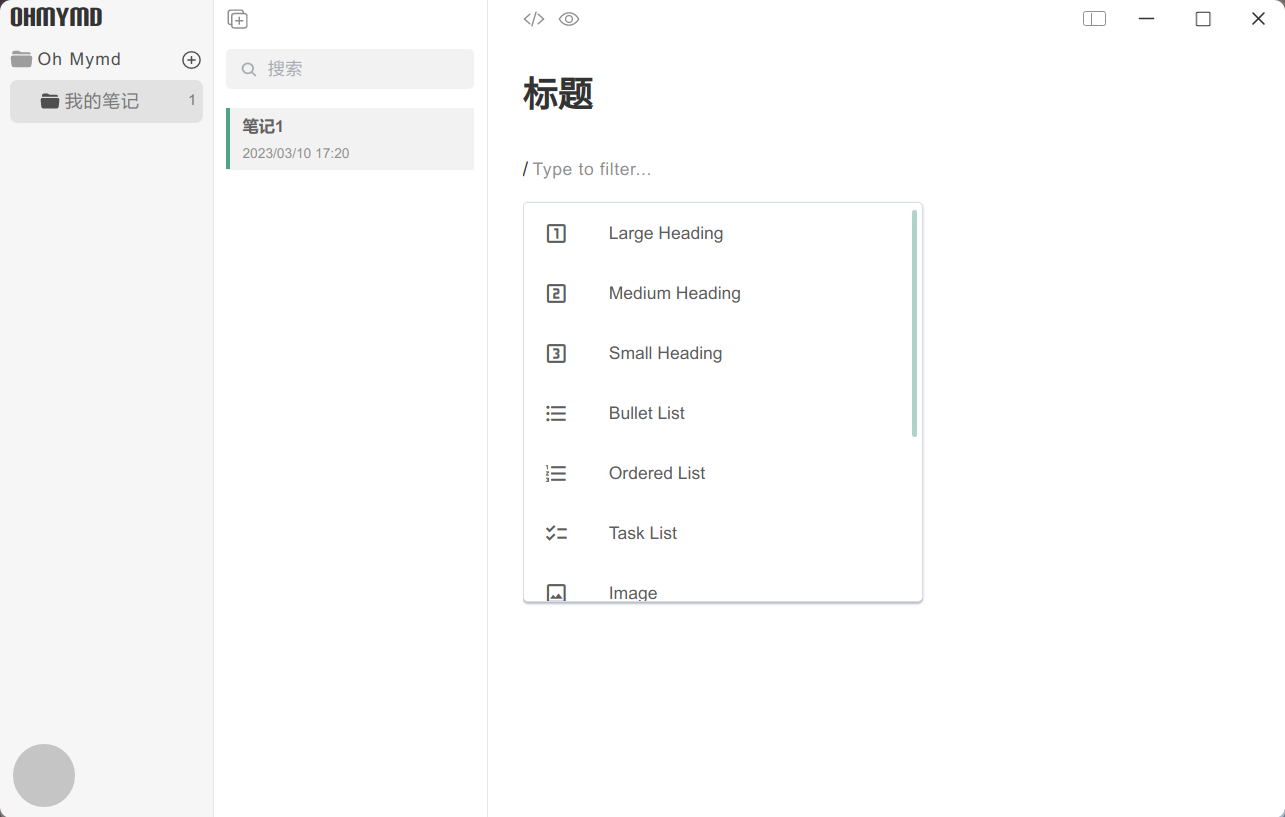 OHMYMD
Oh Mymd
我的笔记 1
搜索
笔记1
2023/03/10 17:20
标题
/ Type to filter...
Large Heading
Medium Heading
Small Heading
Bullet List
Ordered List
Task List
Image